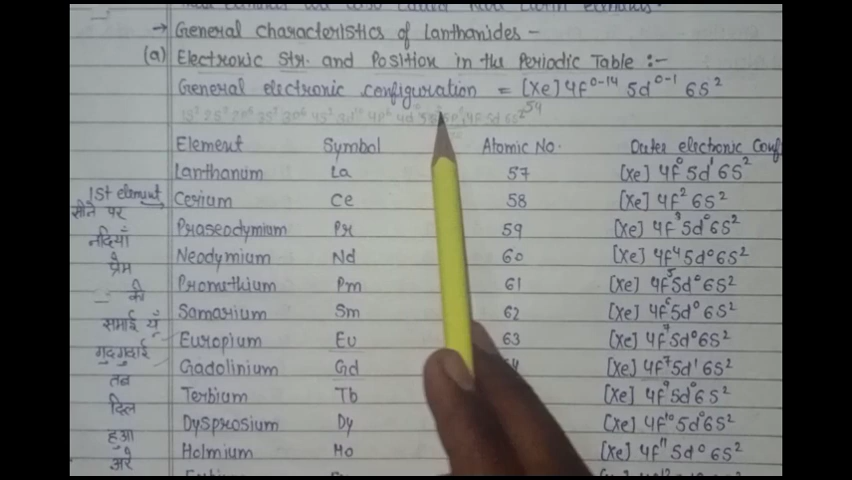 → General characteristics of Lanthanides -
(a) Electronic Str. and Position in the Periodic Table :-
General electronic configuration = [Xe] 4f⁰⁻¹⁴ 5d⁰⁻¹ 6s²
Element Symbol Atomic No. Outer electronic Conf
Lanthanum La 57 [Xe] 4f⁰ 5d¹ 6s²
1st element Cerium Ce 58 [Xe] 4f² 6s²
सीने पर Praseodymium Pr 59 [Xe] 4f³ 5d⁰ 6s²
नदियाँ Neodymium Nd 60 [Xe] 4f⁴ 5d⁰ 6s²
प्रेम की Promethium Pm 61 [Xe] 4f⁵ 5d⁰ 6s²
समाई यूँ Samarium Sm 62 [Xe] 4f⁶ 5d⁰ 6s²
गुदगुदाई Europium Eu 63 [Xe] 4f⁷ 5d⁰ 6s²
तब Gadolinium Gd [Xe] 4f⁷ 5d¹ 6s²
दिल Terbium Tb [Xe] 4f⁹ 5d⁰ 6s²
हुआ Dysprosium Dy [Xe] 4f¹⁰ 5d⁰ 6s²
अरे Holmium Ho [Xe] 4f¹¹ 5d⁰ 6s²